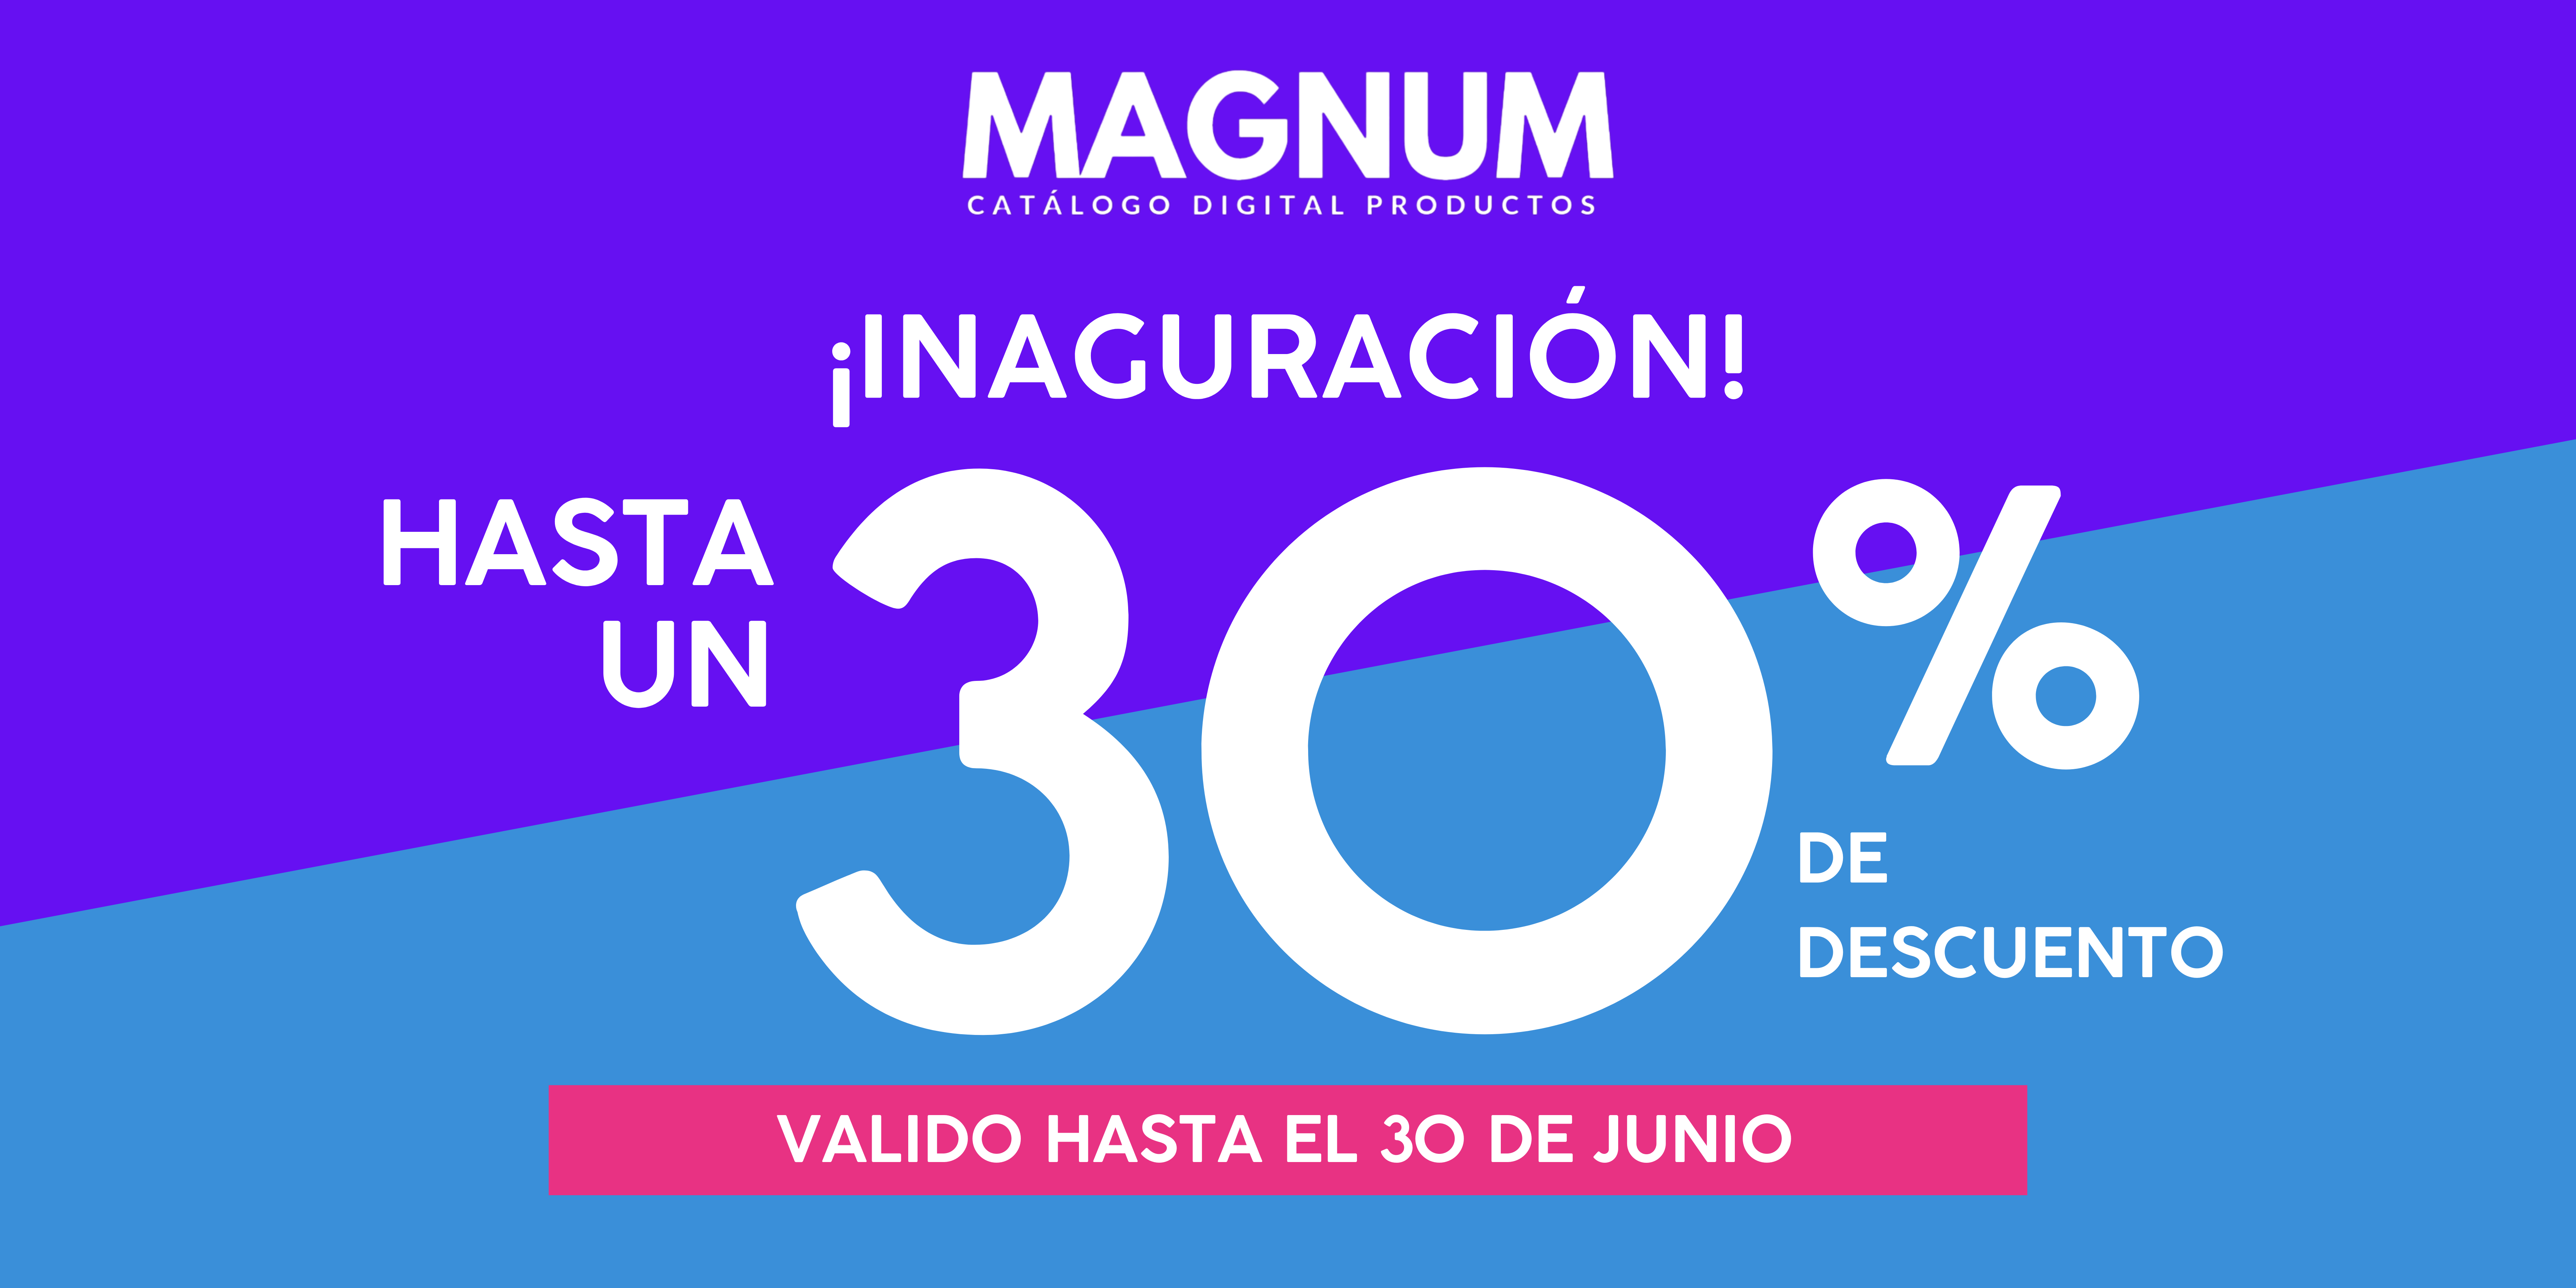 MAGNUM
CATÁLOGO DIGITAL PRODUCTOS
¡INAGURACIÓN!
HASTA
UN
30%
DE
DESCUENTO
VALIDO HASTA EL 30 DE JUNIO